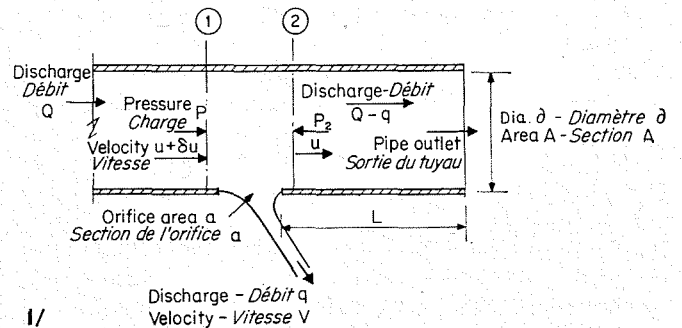 1
2
Discharge
Débit
Q
Pressure
Charge P
Velocity u+δu
Vitesse
Discharge-Débit
Q-q
P2
u
Pipe outlet
Sortie du tuyau
Dia. ∂ - Diamètre ∂
Area A - Section A
Orifice area a
Section de l'orifice a
L
Discharge - Débit q
Velocity - Vitesse V
1/